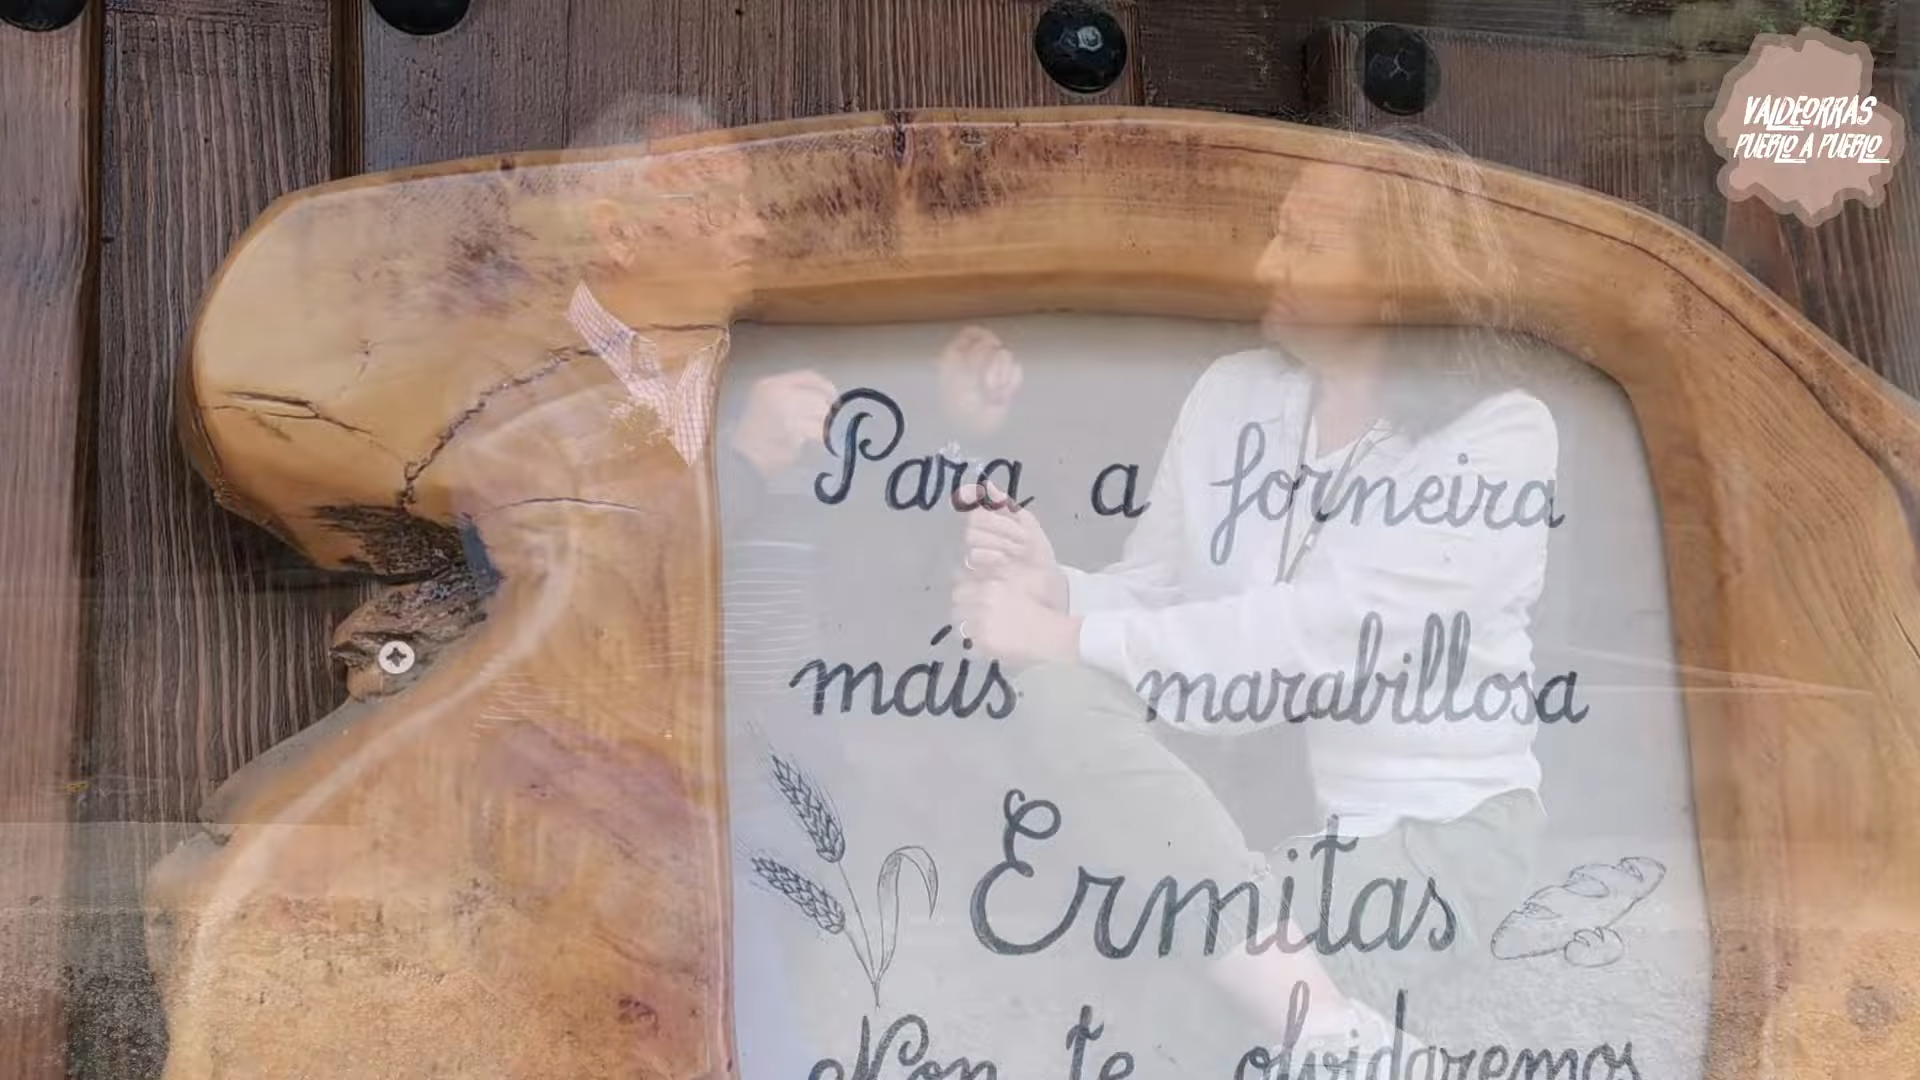 VALDEORRAS
PUEBLO A PUEBLO
Para a forneira
máis marabillosa
Ermitas
Non te olvidaremos